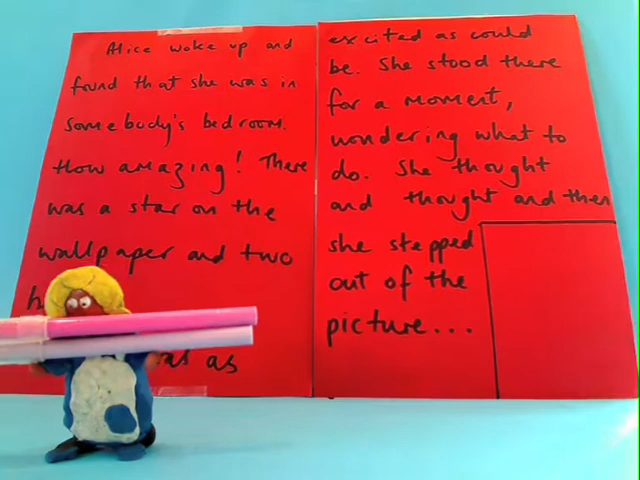 Alice woke up and
found that she was in
somebody's bedroom.
How amazing! There
was a star on the
wallpaper and two
as
excited as could
be. She stood there
for a moment,
wondering what to
do. She thought
and thought and then
she stepped
out of the
picture...